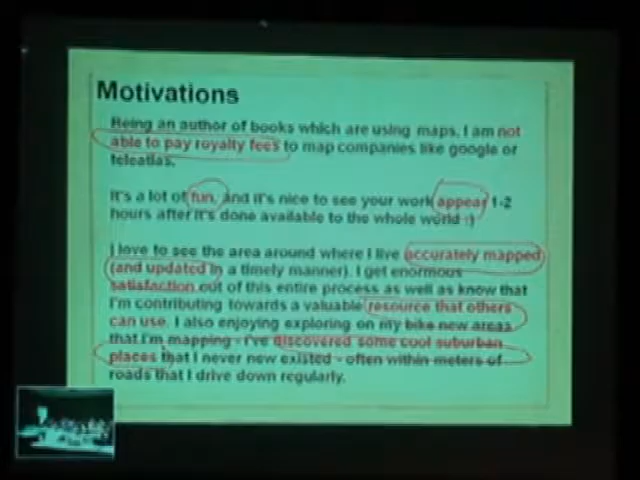 Motivations
Being an author of books which are using maps, I am not
able to pay royalty fees to map companies like google or
teleatlas.
It's a lot of fun, and it's nice to see your work appear 1-2
hours after it's done available to the whole world :)
I love to see the area around where I live accurately mapped
(and updated in a timely manner). I get enormous
satisfaction out of this entire process as well as know that
I'm contributing towards a valuable resource that others
can use. I also enjoying exploring on my bike new areas
that I'm mapping - I've discovered some cool suburban
places that I never new existed - often within meters of
roads that I drive down regularly.